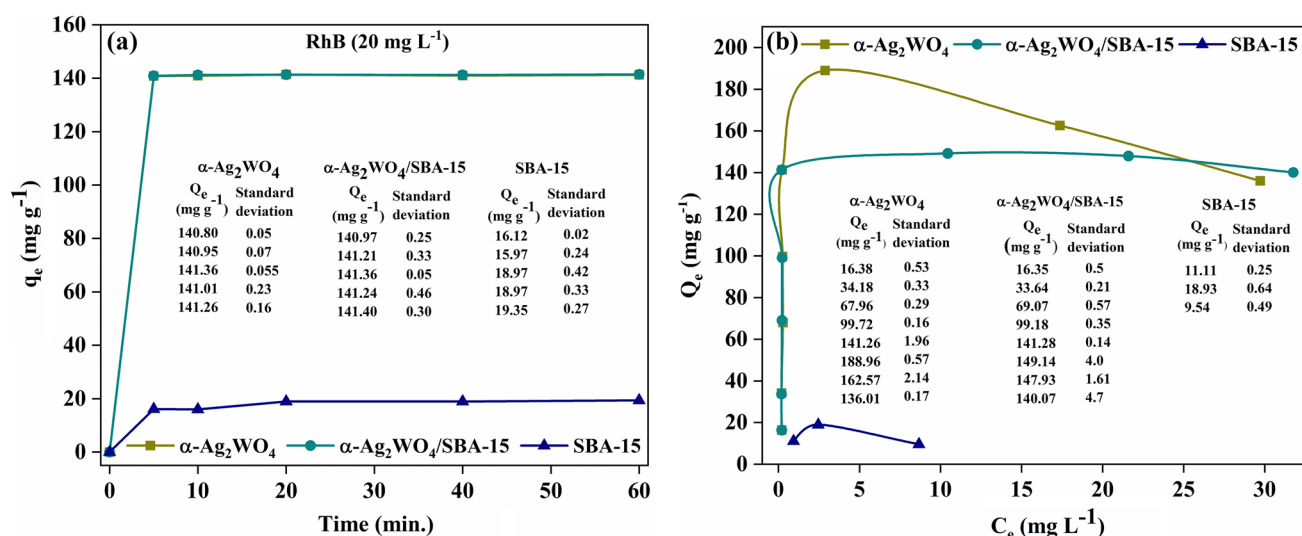 (a)
RhB (20 mg L⁻¹)
160
140
120
100
80
60
40
20
0
qₑ (mg g⁻¹)
α-Ag₂WO₄ α-Ag₂WO₄/SBA-15 SBA-15
Qₑ Standard Qₑ Standard Qₑ Standard
(mg g⁻¹) deviation (mg g⁻¹) deviation (mg g⁻¹) deviation
140.80 0.05 140.97 0.25 16.12 0.02
140.95 0.07 141.21 0.33 15.97 0.24
141.36 0.055 141.36 0.05 18.97 0.42
141.01 0.23 141.24 0.46 18.97 0.33
141.26 0.16 141.40 0.30 19.35 0.27
α-Ag₂WO₄ α-Ag₂WO₄/SBA-15 SBA-15
0 10 20 30 40 50 60
Time (min.)
(b)
α-Ag₂WO₄ α-Ag₂WO₄/SBA-15 SBA-15
200
180
160
140
120
100
80
60
40
20
0
Qₑ (mg g⁻¹)
α-Ag₂WO₄ α-Ag₂WO₄/SBA-15 SBA-15
Qₑ Standard Qₑ Standard Qₑ Standard
(mg g⁻¹) deviation (mg g⁻¹) deviation (mg g⁻¹) deviation
16.38 0.53 16.35 0.5 11.11 0.25
34.18 0.33 33.64 0.21 18.93 0.64
67.96 0.29 69.07 0.57 9.54 0.49
99.72 0.16 99.18 0.35
141.26 1.96 141.28 0.14
188.96 0.57 149.14 4.0
162.57 2.14 147.93 1.61
136.01 0.17 140.07 4.7
0 5 10 15 20 25 30
Cₑ (mg L⁻¹)